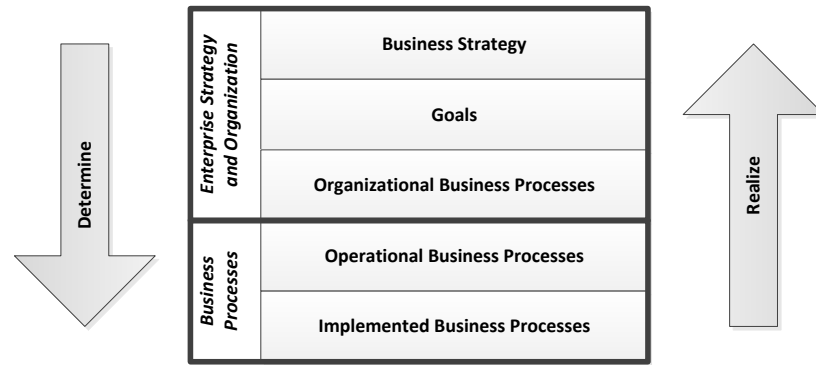 Determine
Enterprise Strategy
and Organization
Business Strategy
Goals
Organizational Business Processes
Business
Processes
Operational Business Processes
Implemented Business Processes
Realize